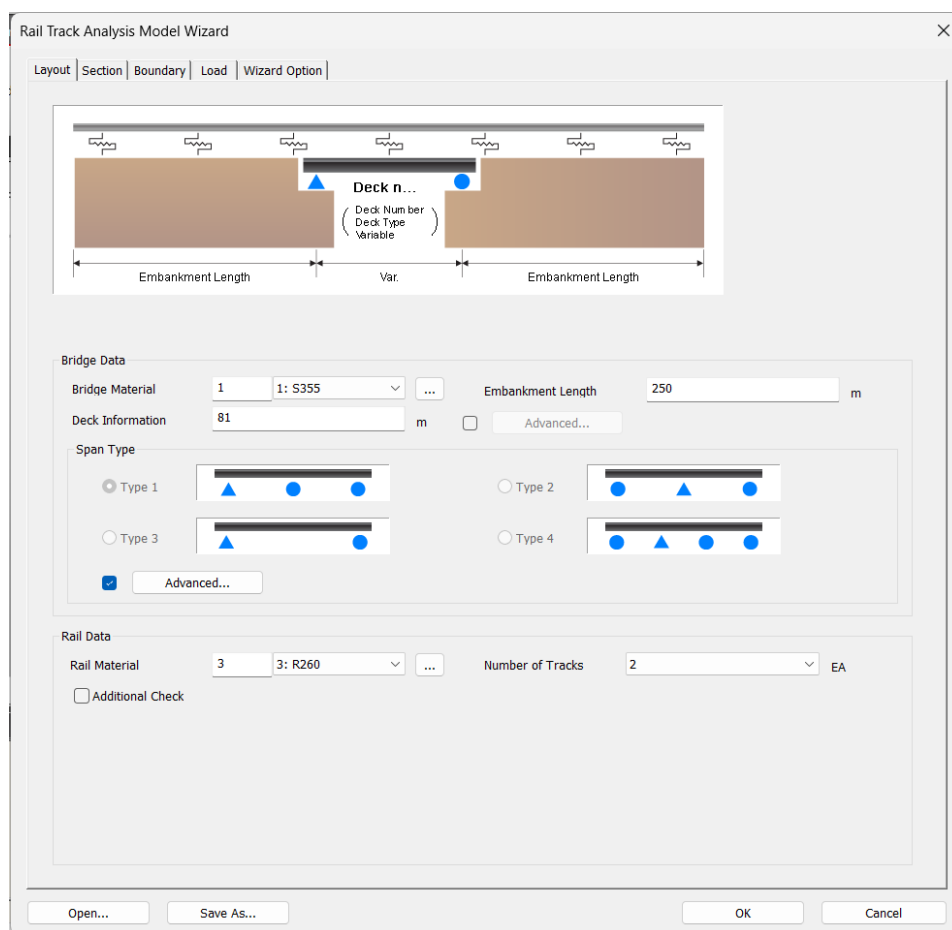 Rail Track Analysis Model Wizard
Layout Section Boundary Load Wizard Option
Deck n...
Deck Number
Deck Type
Variable
Embankment Length Var. Embankment Length
Bridge Data
Bridge Material 1 1: S355 ... Embankment Length 250 m
Deck Information 81 m Advanced...
Span Type
Type 1 Type 2
Type 3 Type 4
Advanced...
Rail Data
Rail Material 3 3: R260 ... Number of Tracks 2 EA
Additional Check
Open... Save As... OK Cancel